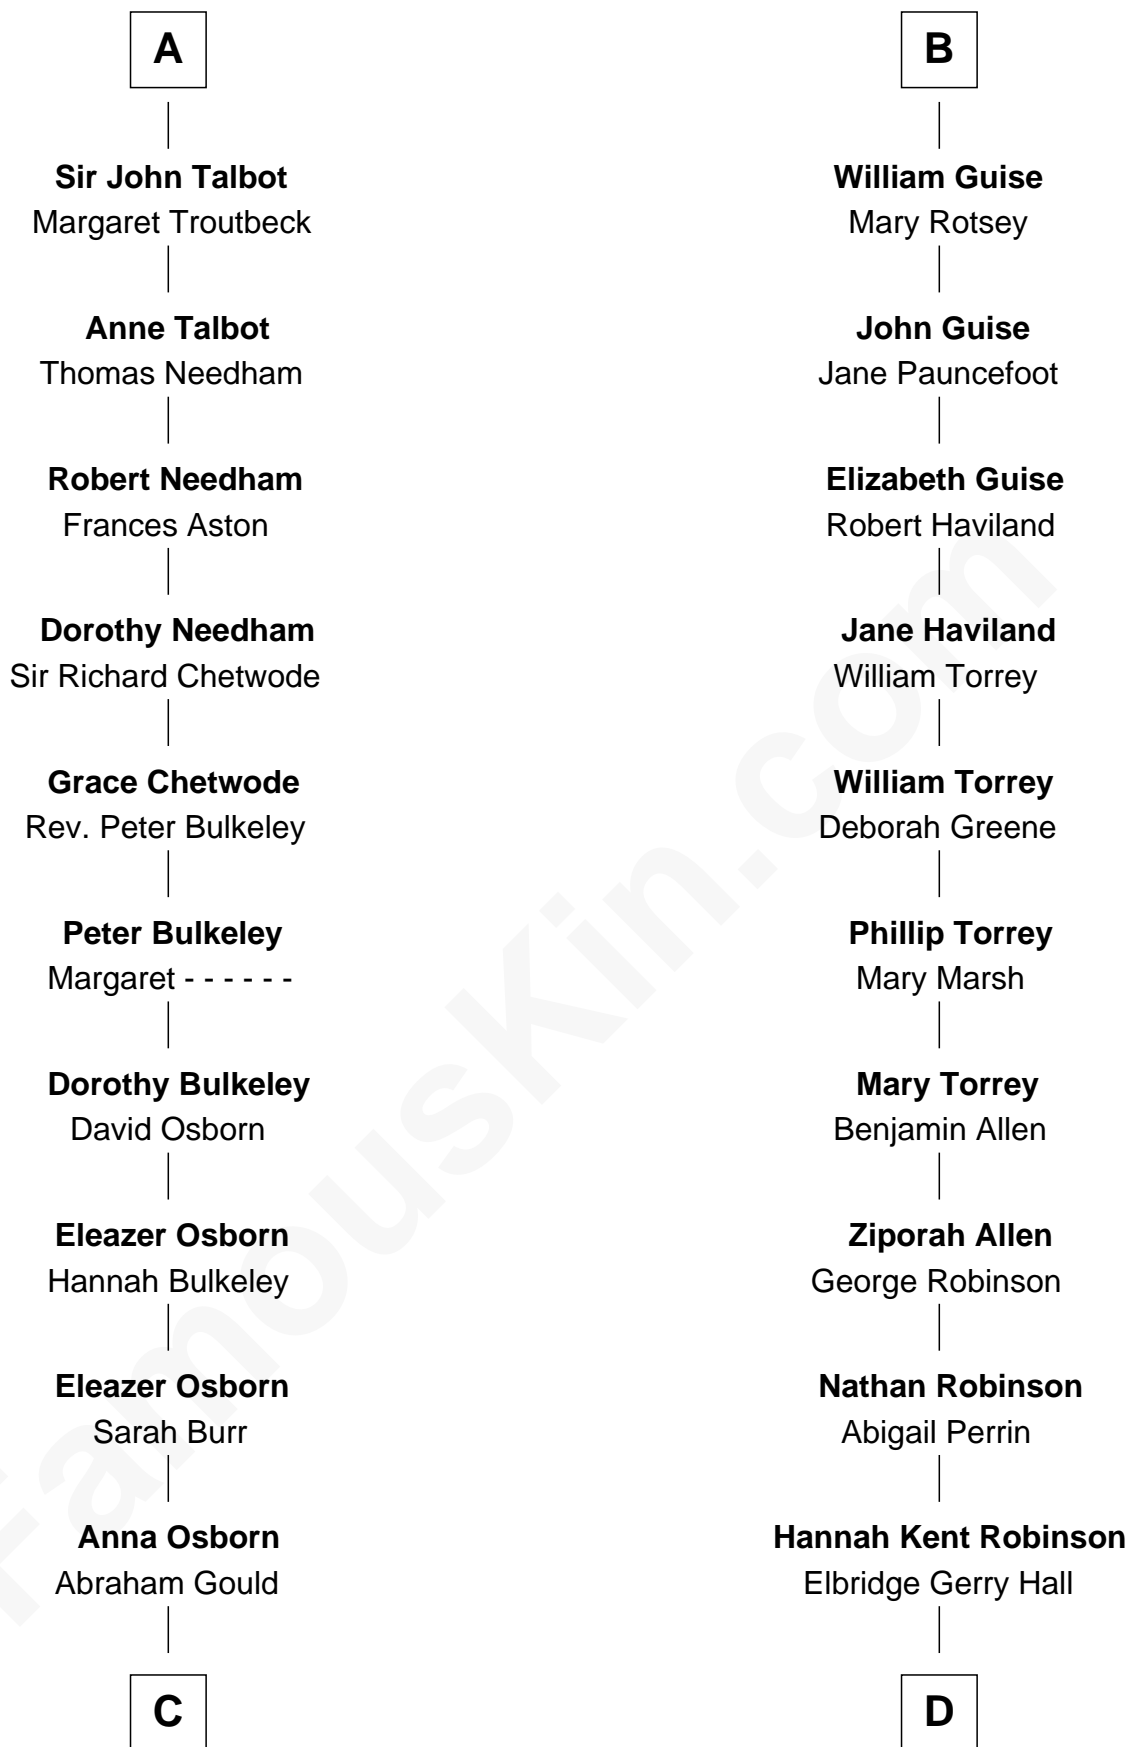 A
Sir John Talbot
Margaret Troutbeck
Anne Talbot
Thomas Needham
Robert Needham
Frances Aston
Dorothy Needham
Sir Richard Chetwode
Grace Chetwode
Rev. Peter Bulkeley
Peter Bulkeley
Margaret - - - - - -
Dorothy Bulkeley
David Osborn
Eleazer Osborn
Hannah Bulkeley
Eleazer Osborn
Sarah Burr
Anna Osborn
Abraham Gould
C
B
William Guise
Mary Rotsey
John Guise
Jane Pauncefoot
Elizabeth Guise
Robert Haviland
Jane Haviland
William Torrey
William Torrey
Deborah Greene
Phillip Torrey
Mary Marsh
Mary Torrey
Benjamin Allen
Ziporah Allen
George Robinson
Nathan Robinson
Abigail Perrin
Hannah Kent Robinson
Elbridge Gerry Hall
D
FamousKin.com